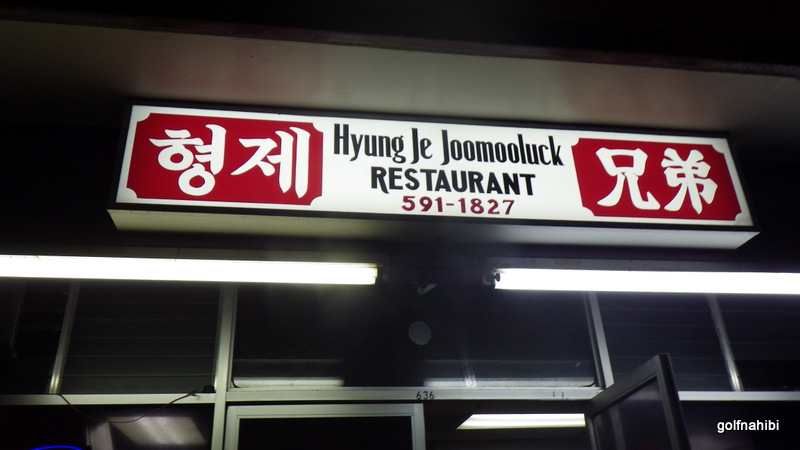 형제
Hyung Je Joomooluck
RESTAURANT
591-1827
兄弟
636
golfnahibi